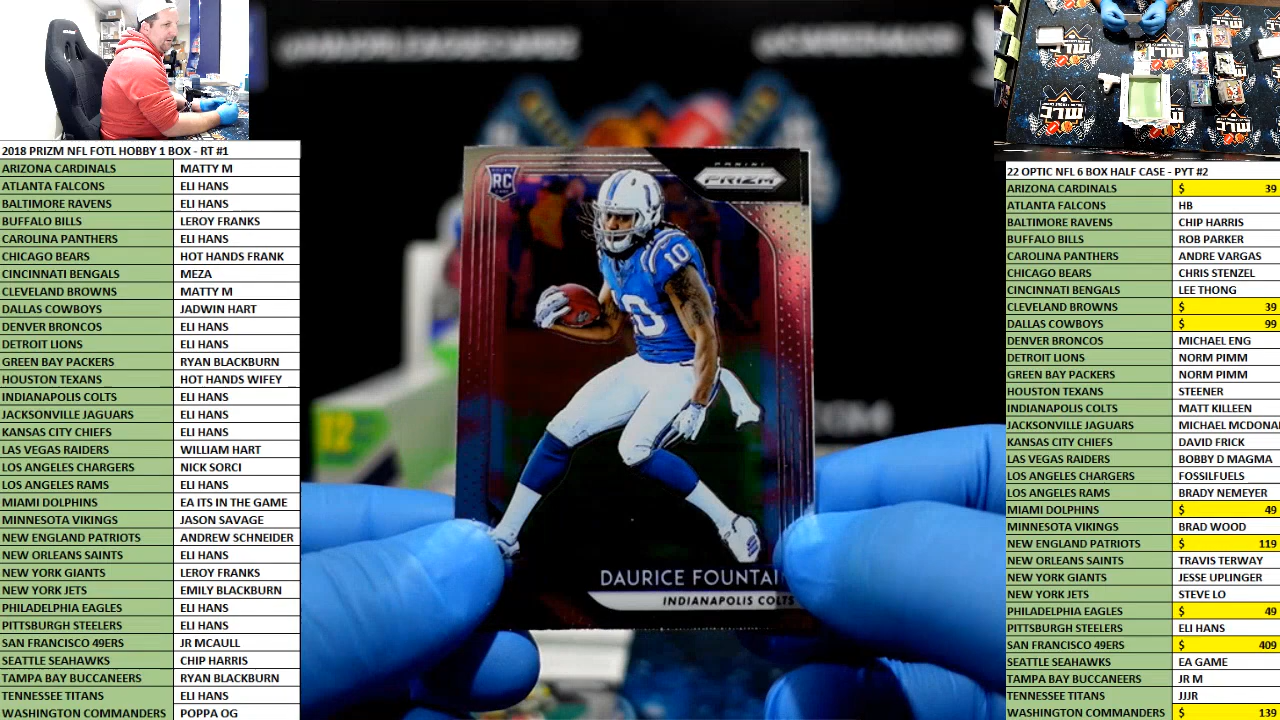 2018 PRIZM NFL FOTL HOBBY 1 BOX - RT #1
ARIZONA CARDINALS MATTY M
ATLANTA FALCONS ELI HANS
BALTIMORE RAVENS ELI HANS
BUFFALO BILLS LEROY FRANKS
CAROLINA PANTHERS ELI HANS
CHICAGO BEARS HOT HANDS FRANK
CINCINNATI BENGALS MEZA
CLEVELAND BROWNS MATTY M
DALLAS COWBOYS JADWIN HART
DENVER BRONCOS ELI HANS
DETROIT LIONS ELI HANS
GREEN BAY PACKERS RYAN BLACKBURN
HOUSTON TEXANS HOT HANDS WIFEY
INDIANAPOLIS COLTS ELI HANS
JACKSONVILLE JAGUARS ELI HANS
KANSAS CITY CHIEFS ELI HANS
LAS VEGAS RAIDERS WILLIAM HART
LOS ANGELES CHARGERS NICK SORCI
LOS ANGELES RAMS ELI HANS
MIAMI DOLPHINS EA ITS IN THE GAME
MINNESOTA VIKINGS JASON SAVAGE
NEW ENGLAND PATRIOTS ANDREW SCHNEIDER
NEW ORLEANS SAINTS ELI HANS
NEW YORK GIANTS LEROY FRANKS
NEW YORK JETS EMILY BLACKBURN
PHILADELPHIA EAGLES ELI HANS
PITTSBURGH STEELERS ELI HANS
SAN FRANCISCO 49ERS JR MCAULL
SEATTLE SEAHAWKS CHIP HARRIS
TAMPA BAY BUCCANEERS RYAN BLACKBURN
TENNESSEE TITANS ELI HANS
WASHINGTON COMMANDERS POPPA OG
RC
PANINI
PRIZM
10
10
DAURICE FOUNTAIN
INDIANAPOLIS COLTS
12
22 OPTIC NFL 6 BOX HALF CASE - PYT #2
ARIZONA CARDINALS $ 39
ATLANTA FALCONS HB
BALTIMORE RAVENS CHIP HARRIS
BUFFALO BILLS ROB PARKER
CAROLINA PANTHERS ANDRE VARGAS
CHICAGO BEARS CHRIS STENZEL
CINCINNATI BENGALS LEE THONG
CLEVELAND BROWNS $ 39
DALLAS COWBOYS $ 99
DENVER BRONCOS MICHAEL ENG
DETROIT LIONS NORM PIMM
GREEN BAY PACKERS NORM PIMM
HOUSTON TEXANS STEENER
INDIANAPOLIS COLTS MATT KILLEEN
JACKSONVILLE JAGUARS MICHAEL MCDONA
KANSAS CITY CHIEFS DAVID FRICK
LAS VEGAS RAIDERS BOBBY D MAGMA
LOS ANGELES CHARGERS FOSSILFUELS
LOS ANGELES RAMS BRADY NEMEYER
MIAMI DOLPHINS $ 49
MINNESOTA VIKINGS BRAD WOOD
NEW ENGLAND PATRIOTS $ 119
NEW ORLEANS SAINTS TRAVIS TERWAY
NEW YORK GIANTS JESSE UPLINGER
NEW YORK JETS STEVE LO
PHILADELPHIA EAGLES $ 49
PITTSBURGH STEELERS ELI HANS
SAN FRANCISCO 49ERS $ 409
SEATTLE SEAHAWKS EA GAME
TAMPA BAY BUCCANEERS JR M
TENNESSEE TITANS JJJR
WASHINGTON COMMANDERS $ 139